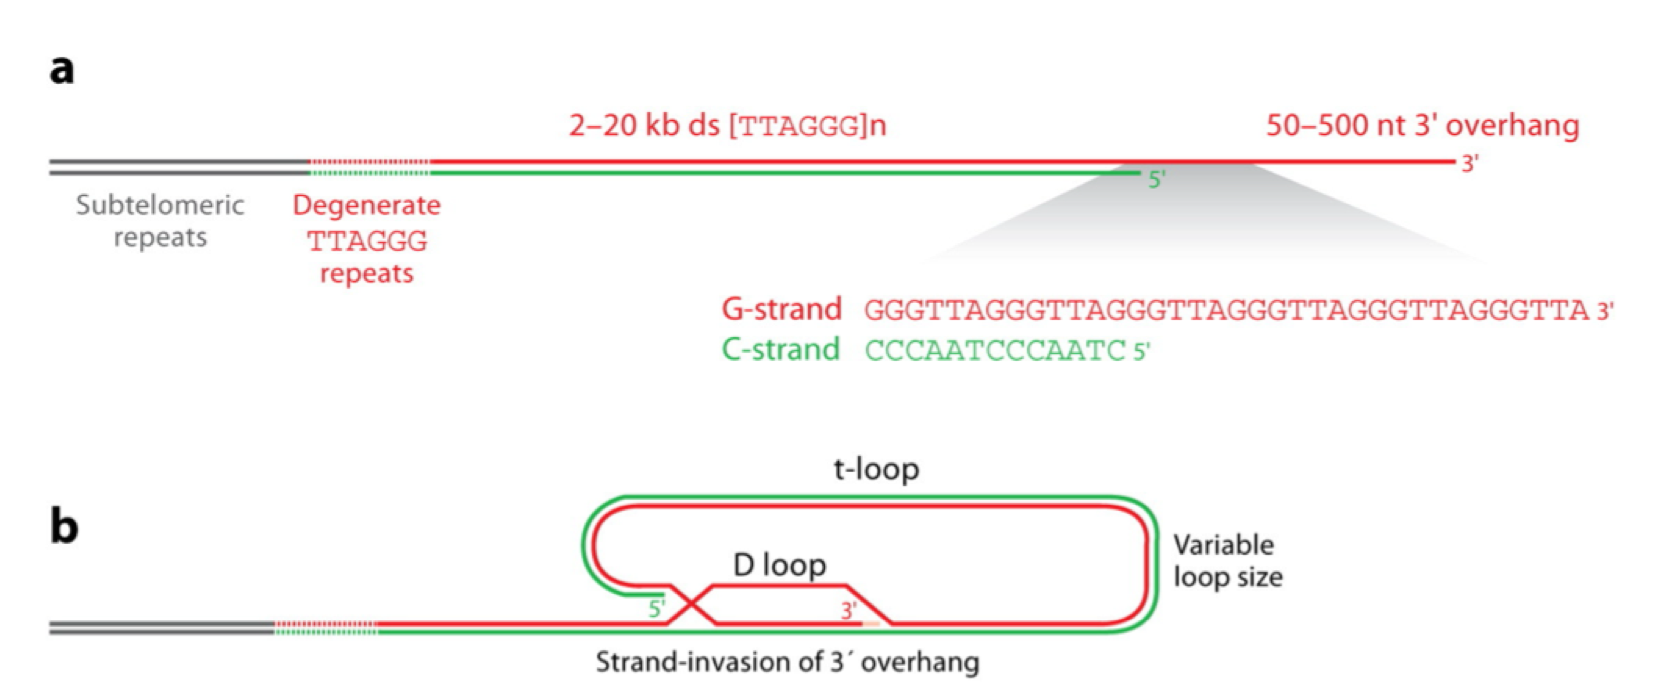 a
2–20 kb ds [TTAGGG]n
50–500 nt 3' overhang
3'
5'
Subtelomeric
repeats
Degenerate
TTAGGG
repeats
G-strand GGGTTAGGGTTAGGGTTAGGGTTAGGGTTAGGGTTA 3'
C-strand CCCAATCCCAATC 5'
b
t-loop
D loop
Variable
loop size
5'
3'
Strand-invasion of 3´ overhang